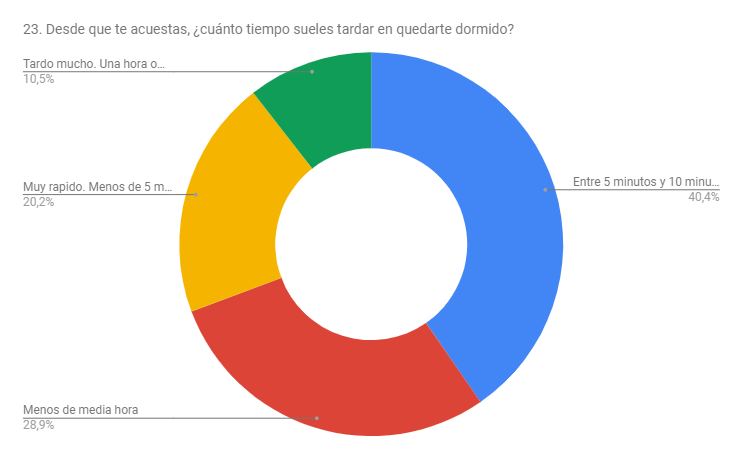 23. Desde que te acuestas, ¿cuánto tiempo sueles tardar en quedarte dormido?
Tardo mucho. Una hora o...
10,5%
Muy rapido. Menos de 5 m...
20,2%
Entre 5 minutos y 10 minu...
40,4%
Menos de media hora
28,9%